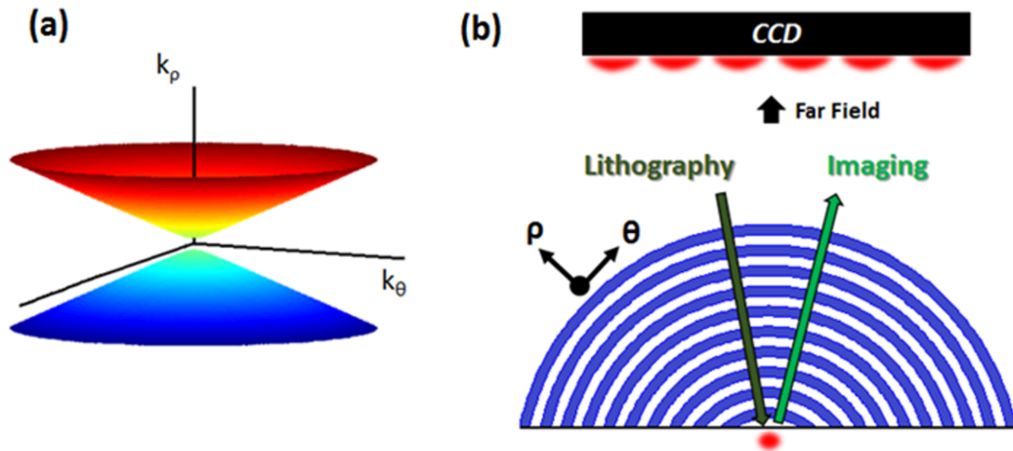 (a)
kρ
kθ
(b)
CCD
Far Field
Lithography
Imaging
ρ
θ